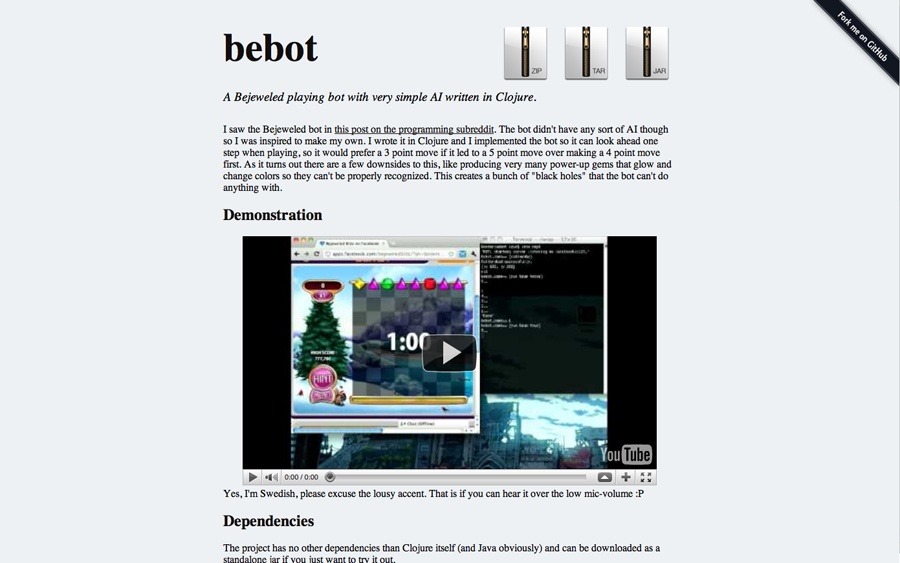 Fork me on GitHub
bebot
ZIP
TAR
JAR
A Bejeweled playing bot with very simple AI written in Clojure.
I saw the Bejeweled bot in this post on the programming subreddit. The bot didn't have any sort of AI though
so I was inspired to make my own. I wrote it in Clojure and I implemented the bot so it can look ahead one
step when playing, so it would prefer a 3 point move if it led to a 5 point move over making a 4 point move
first. As it turns out there are a few downsides to this, like producing very many power-up gems that glow and
change colors so they can't be properly recognized. This creates a bunch of "black holes" that the bot can't do
anything with.
Demonstration
1:00
HINT
YouTube
0:00 / 0:00
Yes, I'm Swedish, please excuse the lousy accent. That is if you can hear it over the low mic-volume :P
Dependencies
The project has no other dependencies than Clojure itself (and Java obviously) and can be downloaded as a
standalone jar if you just want to try it out.